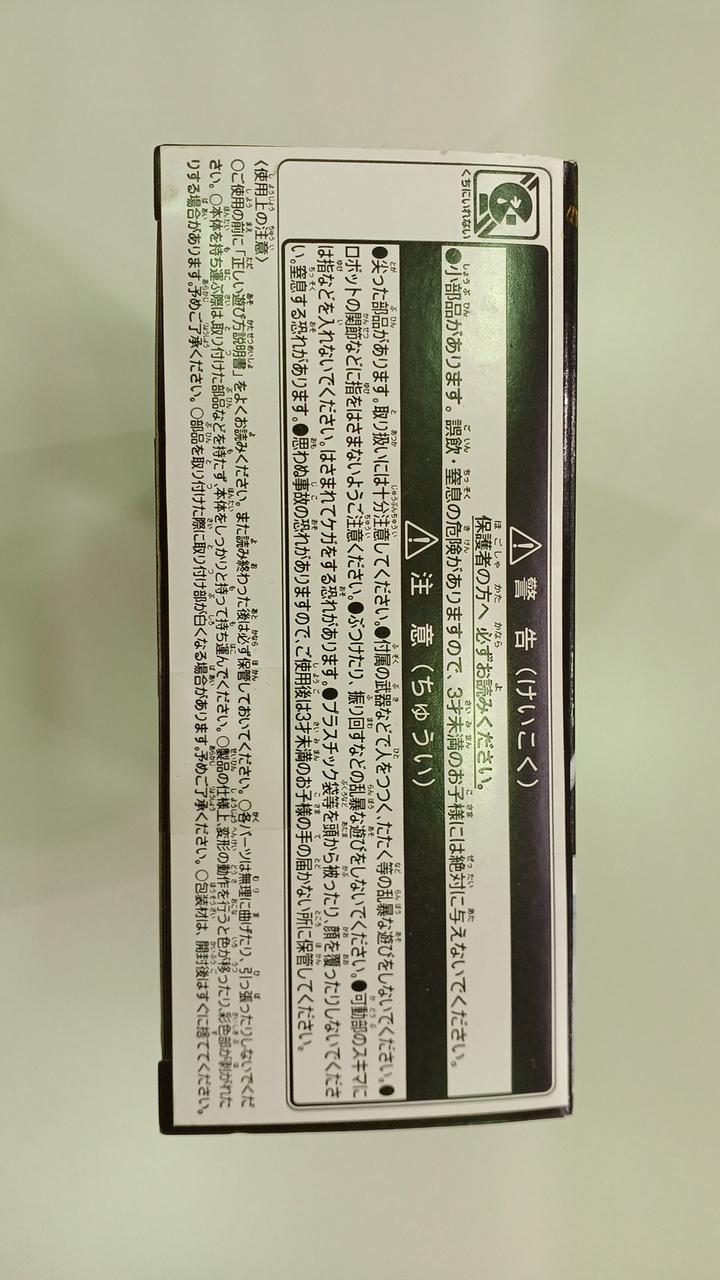 くちにいれない
⚠警 告(けいこく)
保護者の方へ 必ずお読みください。
●小部品があります。誤飲・窒息の危険がありますので、3才未満のお子様には絶対に与えないでください。
⚠注 意(ちゅうい)
●尖った部品があります。取り扱いには十分注意してください。●付属の武器などで人をつつく、たたく等の乱暴な遊びをしないでください。●
ロボットの関節などに指をはさまないようご注意ください。●ぶつけたり、振り回すなどの乱暴な遊びをしないでください。●可動部のスキマに
は指などを入れないでください。はさまれてケガをする恐れがあります。●プラスチック袋等を頭から被ったり、顔を覆ったりしないでくださ
い。窒息する恐れがあります。●思わぬ事故の恐れがありますので、ご使用後は3才未満のお子様の手の届かない所に保管してください。
〈使用上の注意〉
○ご使用の前に「正しい遊び方説明書」をよくお読みください。また読み終わった後は必ず保管しておいてください。○各パーツは無理に曲げたり、引っ張ったりしないでくだ
さい。○本体を持ち運ぶ際は、取り付けた部品などを持たず、本体をしっかりと持って持ち運んでください。○製品の仕様上、変形の動作を行うと色が移ったり、彩色部が剥がれた
りする場合があります。予めご了承ください。○部品を取り付けた際に取り付け部が白くなる場合があります。予めご了承ください。○包装材は、開封後はすぐに捨ててください。